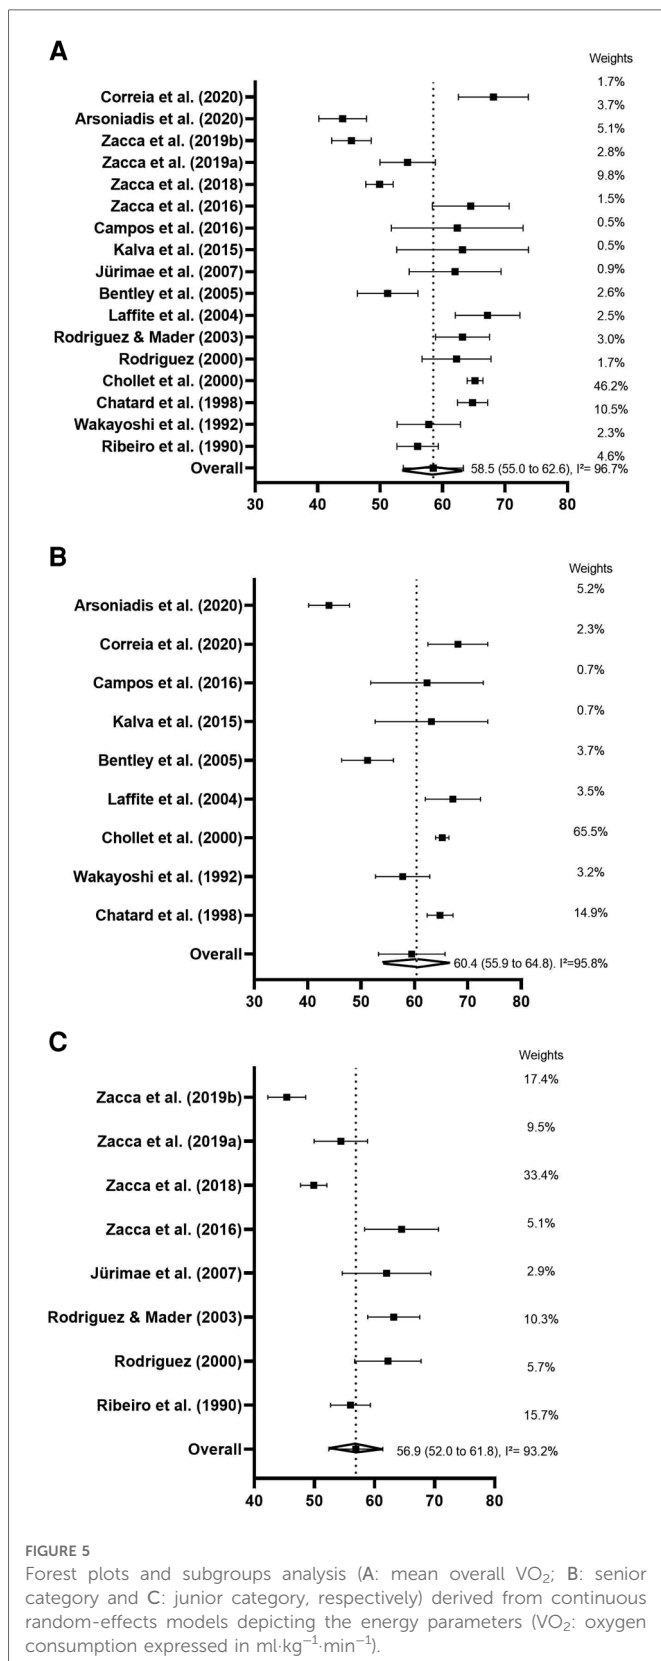 A
Weights
1.7%
Correia et al. (2020)
3.7%
Arsoniadis et al. (2020)
5.1%
Zacca et al. (2019b)
2.8%
Zacca et al. (2019a)
9.8%
Zacca et al. (2018)
1.5%
Zacca et al. (2016)
0.5%
Campos et al. (2016)
0.5%
Kalva et al. (2015)
0.9%
Jürimae et al. (2007)
2.6%
Bentley et al. (2005)
2.5%
Laffite et al. (2004)
3.0%
Rodriguez & Mader (2003)
1.7%
Rodriguez (2000)
46.2%
Chollet et al. (2000)
10.5%
Chatard et al. (1998)
2.3%
Wakayoshi et al. (1992)
4.6%
Ribeiro et al. (1990)
Overall 58.5 (55.0 to 62.6), I²= 96.7%
30 40 50 60 70 80
B
Weights
5.2%
Arsoniadis et al. (2020)
2.3%
Correia et al. (2020)
0.7%
Campos et al. (2016)
0.7%
Kalva et al. (2015)
3.7%
Bentley et al. (2005)
3.5%
Laffite et al. (2004)
65.5%
Chollet et al. (2000)
3.2%
Wakayoshi et al. (1992)
14.9%
Chatard et al. (1998)
Overall
60.4 (55.9 to 64.8). I²=95.8%
30 40 50 60 70 80
C
Weights
17.4%
Zacca et al. (2019b)
9.5%
Zacca et al. (2019a)
33.4%
Zacca et al. (2018)
5.1%
Zacca et al. (2016)
2.9%
Jürimae et al. (2007)
10.3%
Rodriguez & Mader (2003)
5.7%
Rodriguez (2000)
15.7%
Ribeiro et al. (1990)
Overall 56.9 (52.0 to 61.8), I²= 93.2%
40 50 60 70 80
FIGURE 5
Forest plots and subgroups analysis (A: mean overall VO₂; B: senior
category and C: junior category, respectively) derived from continuous
random-effects models depicting the energy parameters (VO₂: oxygen
consumption expressed in ml·kg⁻¹·min⁻¹).